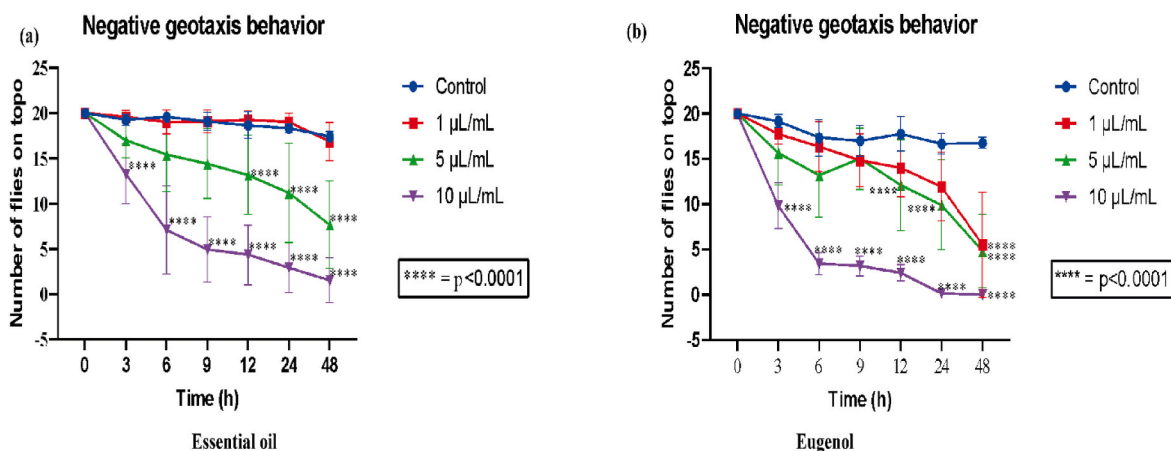 (a)
Negative geotaxis behavior
Number of flies on topo
25
20
15
10
5
0
-5
0 3 6 9 12 24 48
Time (h)
Essential oil
Control
1 µL/mL
5 µL/mL
10 µL/mL
****
****
****
****
****
****
****
****
****
**** = p<0.0001
(b)
Negative geotaxis behavior
Number of flies on topo
25
20
15
10
5
0
-5
0 3 6 9 12 24 48
Time (h)
Eugenol
Control
1 µL/mL
5 µL/mL
10 µL/mL
****
****
****
****
****
****
****
****
****
****
**** = p<0.0001